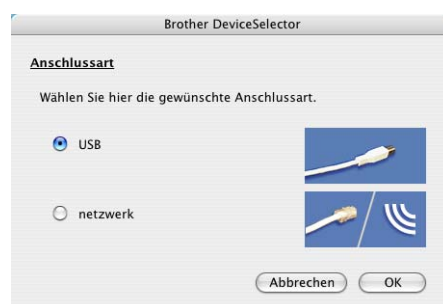 Brother DeviceSelector
Anschlussart
Wählen Sie hier die gewünschte Anschlussart.
USB
netzwerk
Abbrechen
OK